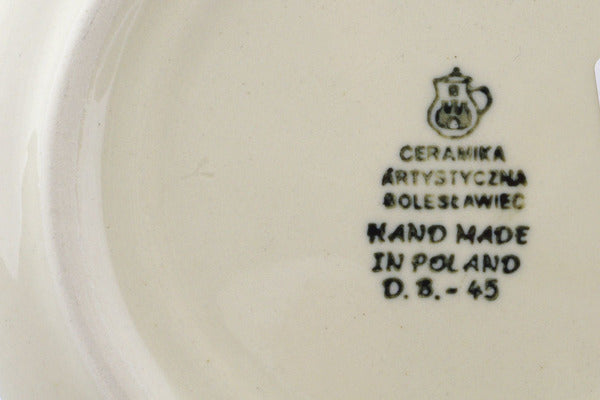 CERAMIKA
ARTYSTYCZNA
BOLESŁAWIEC
HAND MADE
IN POLAND
D. B. - 45